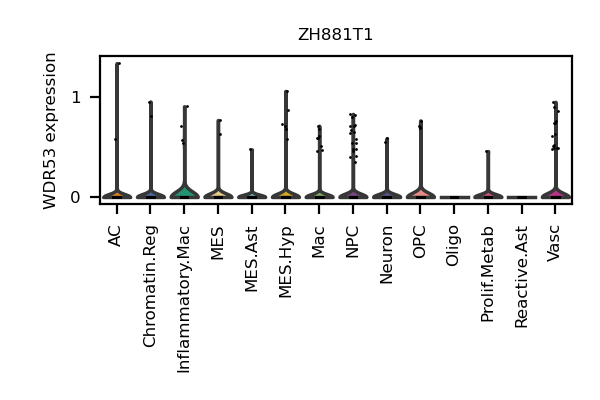 ZH881T1
WDR53 expression
1
0
AC
Chromatin.Reg
Inflammatory.Mac
MES
MES.Ast
MES.Hyp
Mac
NPC
Neuron
OPC
Oligo
Prolif.Metab
Reactive.Ast
Vasc